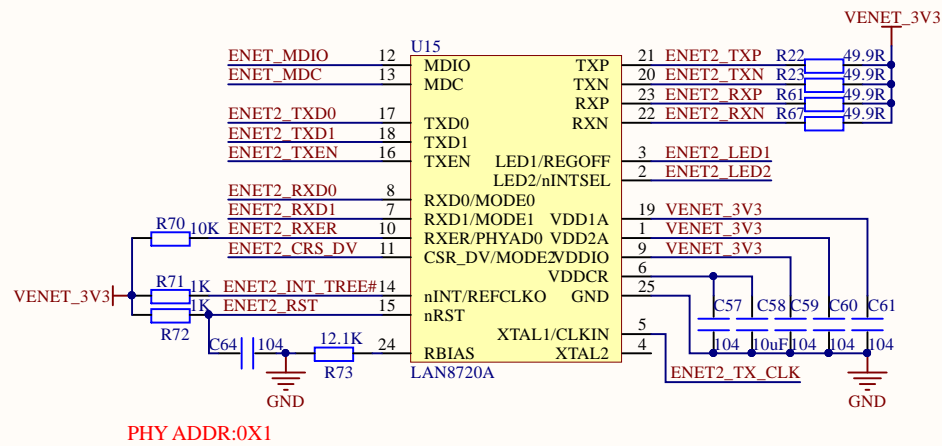 VENET_3V3
U15
ENET_MDIO 12 MDIO TXP 21 ENET2_TXP R22 49.9R
ENET_MDC 13 MDC TXN 20 ENET2_TXN R23 49.9R
RXP 23 ENET2_RXP R61 49.9R
ENET2_TXD0 17 TXD0 RXN 22 ENET2_RXN R67 49.9R
ENET2_TXD1 18 TXD1
ENET2_TXEN 16 TXEN LED1/REGOFF 3 ENET2_LED1
LED2/nINTSEL 2 ENET2_LED2
ENET2_RXD0 8 RXD0/MODE0
ENET2_RXD1 7 RXD1/MODE1 VDD1A 19 VENET_3V3
R70 10K ENET2_RXER 10 RXER/PHYAD0 VDD2A 1 VENET_3V3
ENET2_CRS_DV 11 CSR_DV/MODE2 VDDIO 9 VENET_3V3
VDDCR 6
VENET_3V3 R71 1K ENET2_INT_TREE# 14 nINT/REFCLKO GND 25
R72 1K ENET2_RST 15 nRST C57 C58 C59 C60 C61
XTAL1/CLKIN 5
C64 104 12.1K 24 RBIAS XTAL2 4 104 10uF 104 104 104
R73 LAN8720A ENET2_TX_CLK
GND GND
PHY ADDR:0X1